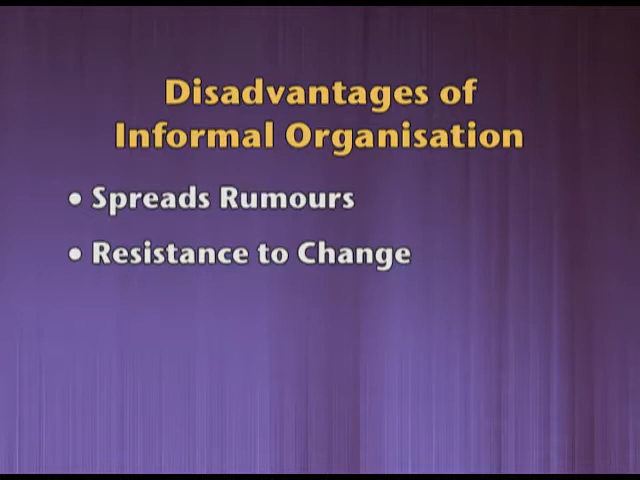 Disadvantages of
Informal Organisation
• Spreads Rumours
• Resistance to Change